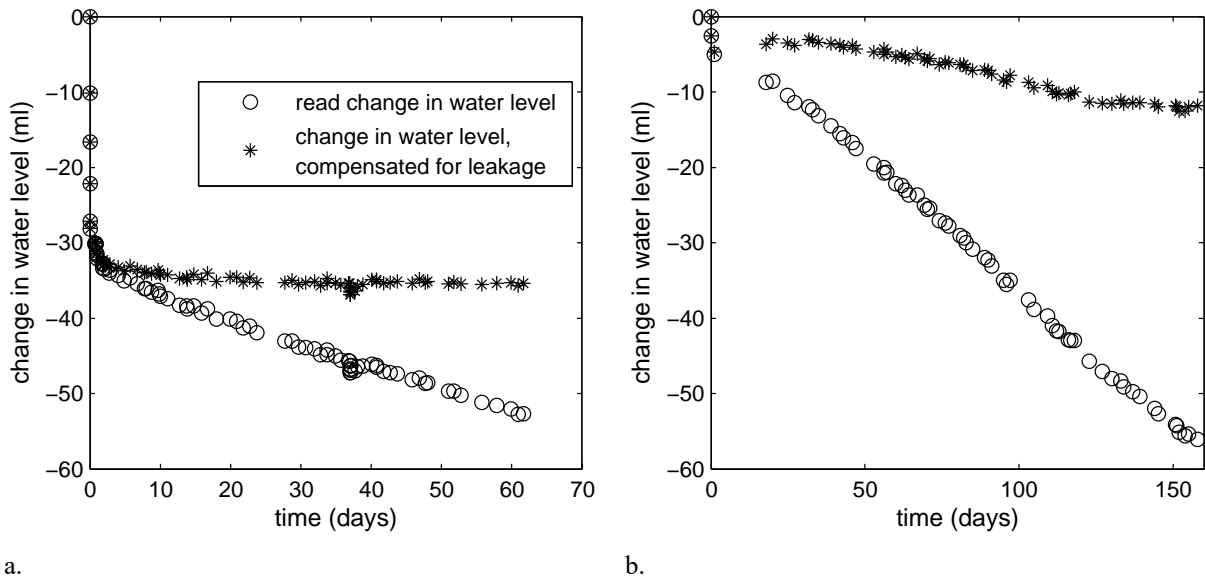 0
−10
−20
−30
−40
−50
−60
change in water level (ml)
read change in water level
change in water level,
compensated for leakage
0 10 20 30 40 50 60 70
time (days)
a.
0
−10
−20
−30
−40
−50
−60
change in water level (ml)
0 50 100 150
time (days)
b.